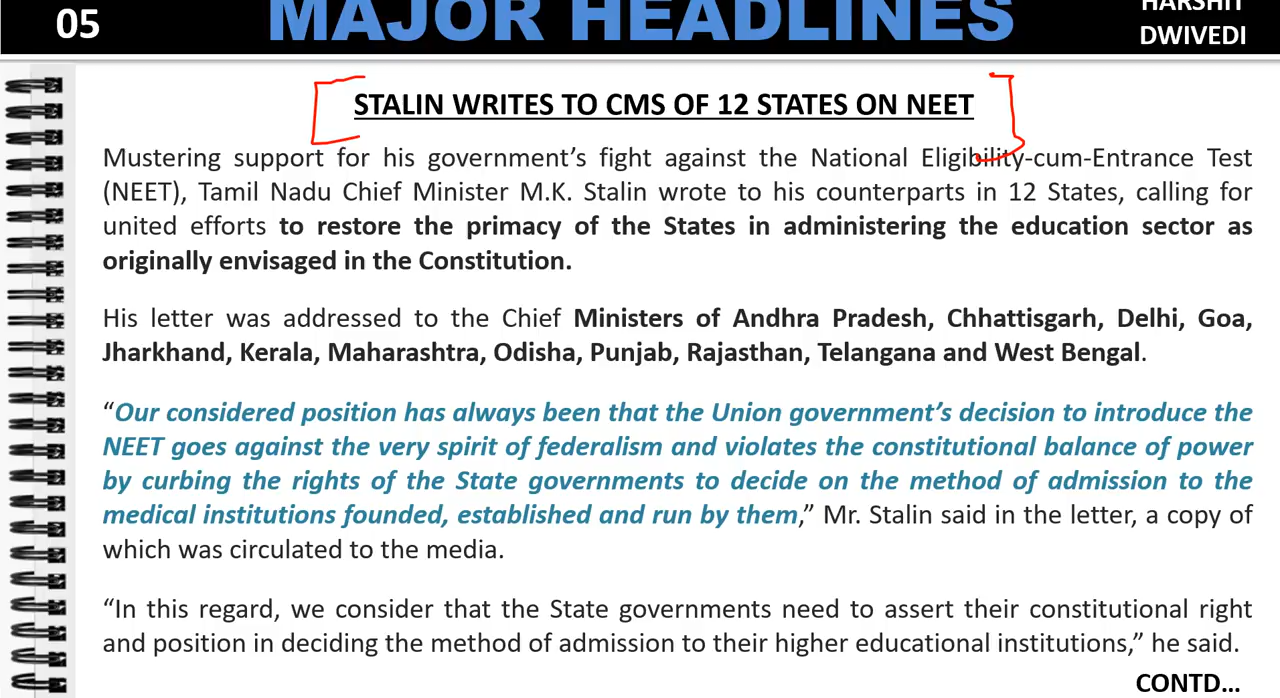 05
MAJOR HEADLINES
HARSHIT
DWIVEDI
STALIN WRITES TO CMS OF 12 STATES ON NEET
Mustering support for his government’s fight against the National Eligibility-cum-Entrance Test
(NEET), Tamil Nadu Chief Minister M.K. Stalin wrote to his counterparts in 12 States, calling for
united efforts to restore the primacy of the States in administering the education sector as
originally envisaged in the Constitution.
His letter was addressed to the Chief Ministers of Andhra Pradesh, Chhattisgarh, Delhi, Goa,
Jharkhand, Kerala, Maharashtra, Odisha, Punjab, Rajasthan, Telangana and West Bengal.
“Our considered position has always been that the Union government’s decision to introduce the
NEET goes against the very spirit of federalism and violates the constitutional balance of power
by curbing the rights of the State governments to decide on the method of admission to the
medical institutions founded, established and run by them,” Mr. Stalin said in the letter, a copy of
which was circulated to the media.
“In this regard, we consider that the State governments need to assert their constitutional right
and position in deciding the method of admission to their higher educational institutions,” he said.
CONTD…